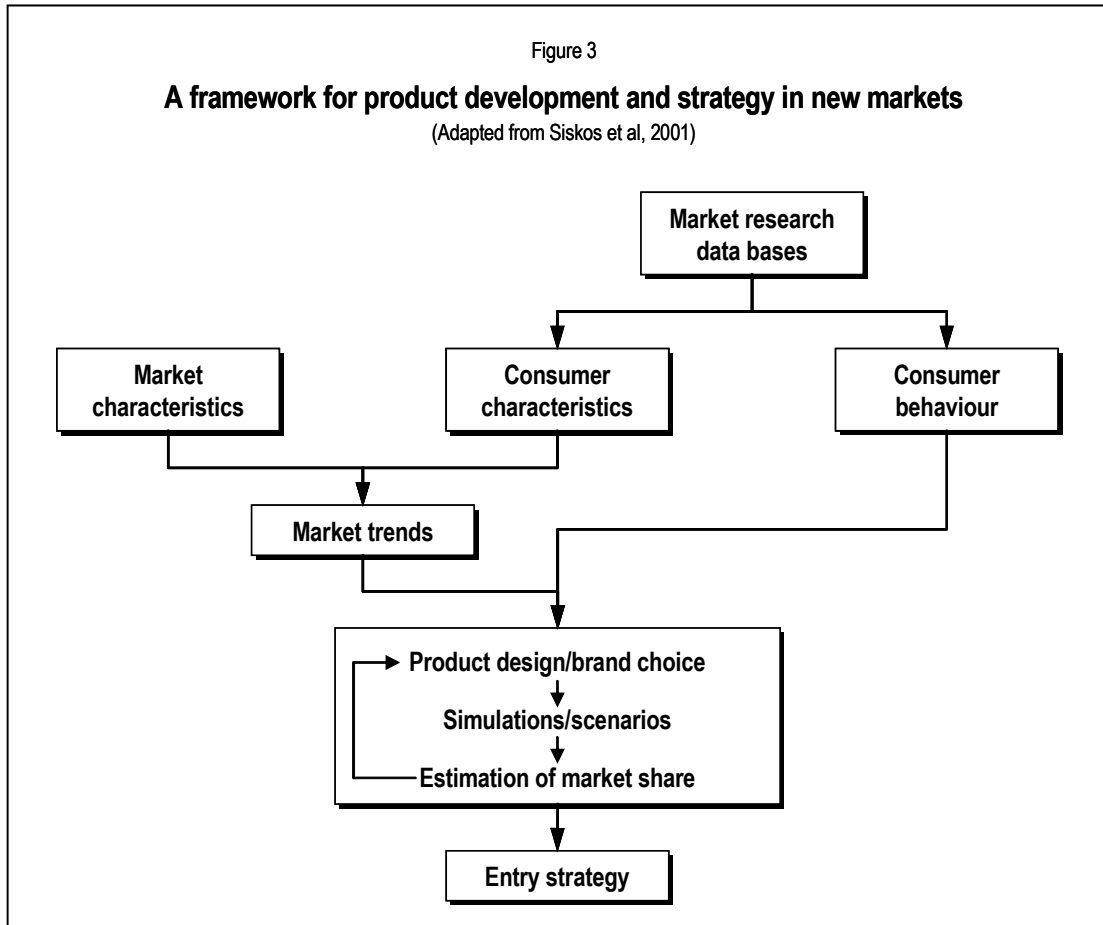 Figure 3
A framework for product development and strategy in new markets
(Adapted from Siskos et al, 2001)
Market research
data bases
Market
characteristics
Consumer
characteristics
Consumer
behaviour
Market trends
Product design/brand choice
Simulations/scenarios
Estimation of market share
Entry strategy